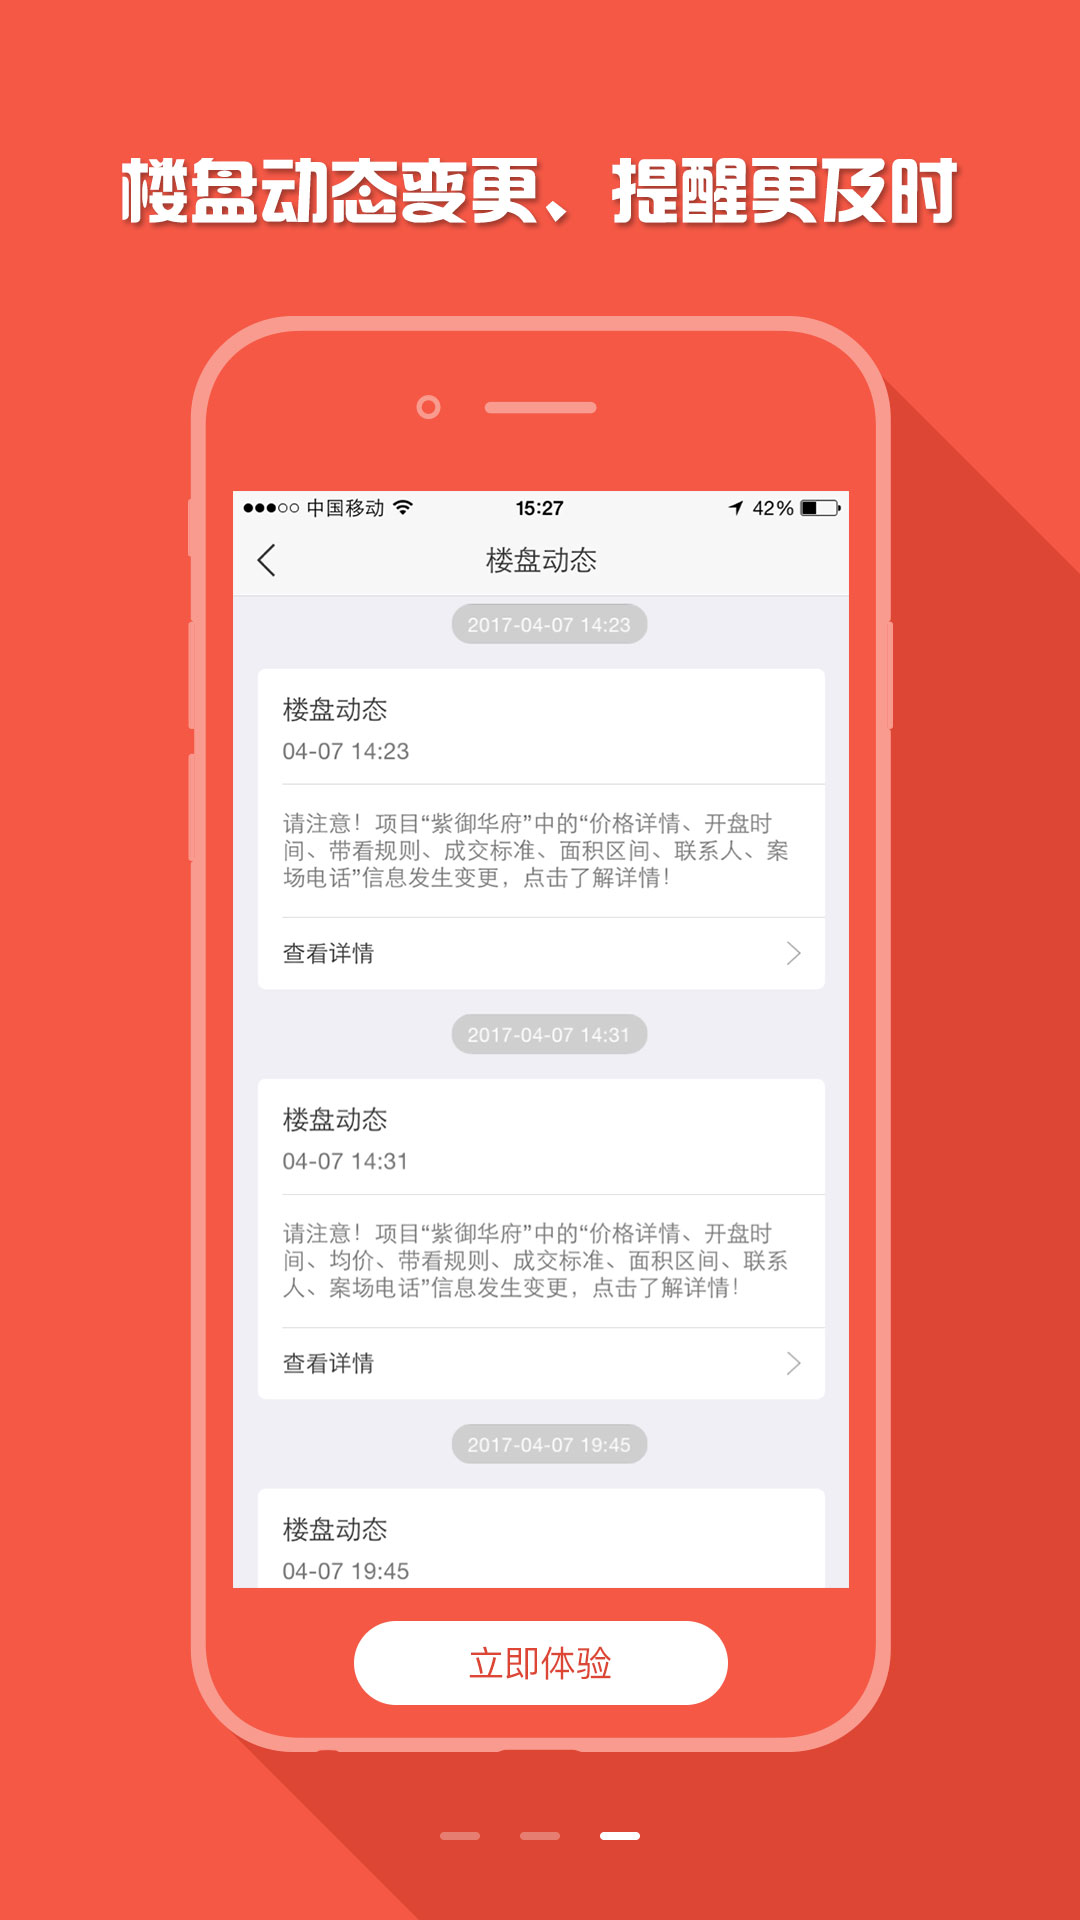 楼盘动态变更、提醒更及时
中国移动 15:27 42%
楼盘动态
2017-04-07 14:23
楼盘动态
04-07 14:23
请注意！项目“紫御华府”中的“价格详情、开盘时
间、带看规则、成交标准、面积区间、联系人、案
场电话”信息发生变更，点击了解详情！
查看详情
2017-04-07 14:31
楼盘动态
04-07 14:31
请注意！项目“紫御华府”中的“价格详情、开盘时
间、均价、带看规则、成交标准、面积区间、联系
人、案场电话”信息发生变更，点击了解详情！
查看详情
2017-04-07 19:45
楼盘动态
04-07 19:45
立即体验